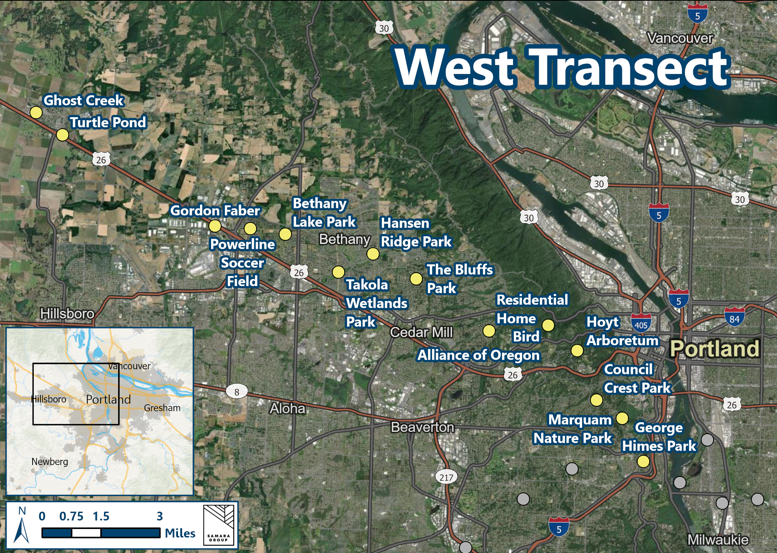 5
Vancouver
30
West Transect
Ghost Creek
Turtle Pond
26
30
30
30
Gordon Faber
Bethany
Lake Park
Hansen
Ridge Park
5
Bethany
Powerline
Soccer
Field
26
The Bluffs
Park
Takola
Wetlands
Park
Residential
Home
Bird
Alliance of Oregon
5
Hillsboro
Hoyt
Arboretum
405
84
Cedar Mill
Portland
26
Council
Crest Park
8
Aloha
26
Beaverton
Marquam
Nature Park
George
Himes Park
217
5
Milwaukie
Vancouver
Hillsboro
Portland
Gresham
Newberg
N
0 0.75 1.5 3
Miles
SAMARA
GROUP